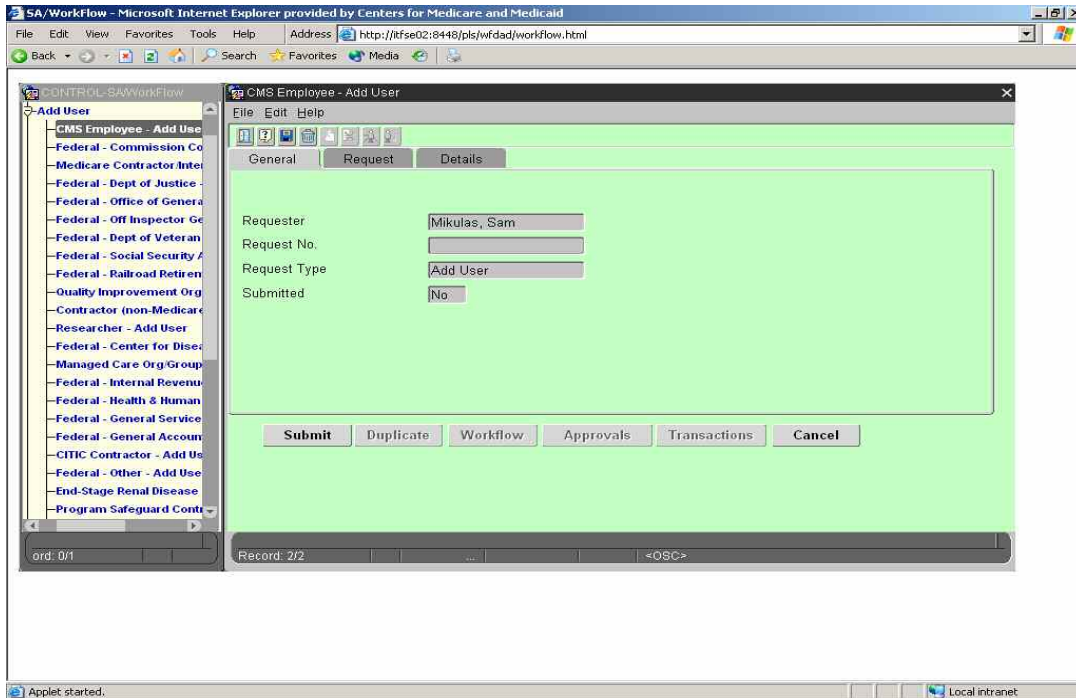 SA/WorkFlow - Microsoft Internet Explorer provided by Centers for Medicare and Medicaid
File Edit View Favorites Tools Help Address http://itfse02:8448/pls/wfdad/workflow.html
Back Search Favorites Media
CONTROL-SA/WorkFlow
Add User
CMS Employee - Add Use
Federal - Commission Co
Medicare Contractor/Inter
Federal - Dept of Justice -
Federal - Office of Genera
Federal - Off Inspector Ge
Federal - Dept of Veteran
Federal - Social Security A
Federal - Railroad Retirem
Quality Improvement Org
Contractor (non-Medicare
Researcher - Add User
Federal - Center for Disea
Managed Care Org/Group
Federal - Internal Revenu
Federal - Health & Human
Federal - General Service
Federal - General Accoun
CITIC Contractor - Add Us
Federal - Other - Add Use
End-Stage Renal Disease
Program Safeguard Contr
ord: 0/1
CMS Employee - Add User
File Edit Help
General Request Details
Requester Mikulas, Sam
Request No.
Request Type Add User
Submitted No
Submit Duplicate Workflow Approvals Transactions Cancel
Record: 2/2 ... <OSC>
Applet started. Local intranet